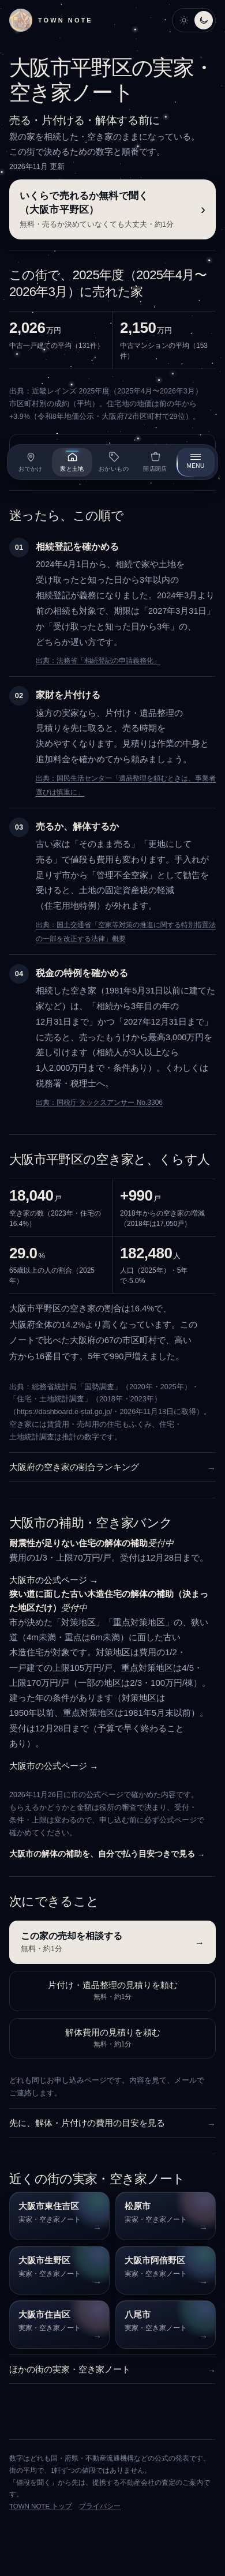 TOWN NOTE
大阪市平野区の実家・
空き家ノート
売る・片付ける・解体する前に
親の家を相続した・空き家のままになっている。
この街で決めるための数字と順番です。
2026年11月 更新
いくらで売れるか無料で聞く
（大阪市平野区）
無料・売るか決めていなくても大丈夫・約1分
›
この街で、2025年度（2025年4月〜
2026年3月）に売れた家
2,026万円
中古一戸建ての平均（131件）
2,150万円
中古マンションの平均（153
件）
出典：近畿レインズ 2025年度（2025年4月〜2026年3月）
市区町村別の成約（平均）。住宅地の地価は前の年から
+3.9%（令和8年地価公示・大阪府72市区町村で29位）。
おでかけ
家と土地
おかいもの
開店閉店
MENU
迷ったら、この順で
01
相続登記を確かめる
2024年4月1日から、相続で家や土地を
受け取ったと知った日から3年以内の
相続登記が義務になりました。2024年3月より
前の相続も対象で、期限は「2027年3月31日」
か「受け取ったと知った日から3年」の、
どちらか遅い方です。
出典：法務省「相続登記の申請義務化」
02
家財を片付ける
遠方の実家なら、片付け・遺品整理の
見積りを先に取ると、売る時期を
決めやすくなります。見積りは作業の中身と
追加料金を確かめてから頼みましょう。
出典：国民生活センター「遺品整理を頼むときは、事業者
選びは慎重に」
03
売るか、解体するか
古い家は「そのまま売る」「更地にして
売る」で値段も費用も変わります。手入れが
足りず市から「管理不全空家」として勧告を
受けると、土地の固定資産税の軽減
（住宅用地特例）が外れます。
出典：国土交通省「空家等対策の推進に関する特別措置法
の一部を改正する法律」概要
04
税金の特例を確かめる
相続した空き家（1981年5月31日以前に建てた
家など）は、「相続から3年目の年の
12月31日まで」かつ「2027年12月31日まで」
に売ると、売ったもうけから最高3,000万円を
差し引けます（相続人が3人以上なら
1人2,000万円まで・条件あり）。くわしくは
税務署・税理士へ。
出典：国税庁 タックスアンサー No.3306
大阪市平野区の空き家と、くらす人
18,040戸
空き家の数（2023年・住宅の
16.4%）
+990戸
2018年からの空き家の増減
（2018年は17,050戸）
29.0%
65歳以上の人の割合（2025
年）
182,480人
人口（2025年）・5年
で-5.0%
大阪市平野区の空き家の割合は16.4%で、
大阪府全体の14.2%より高くなっています。この
ノートで比べた大阪府の67の市区町村で、高い
方から16番目です。5年で990戸増えました。
出典：総務省統計局「国勢調査」（2020年・2025年）・
「住宅・土地統計調査」（2018年・2023年）
（https://dashboard.e-stat.go.jp/・2026年11月13日に取得）。
空き家には賃貸用・売却用の住宅もふくみ、住宅・
土地統計調査は推計の数字です。
大阪府の空き家の割合ランキング
→
大阪市の補助・空き家バンク
耐震性が足りない住宅の解体の補助受付中
費用の1/3・上限70万円/戸。受付は12月28日まで。
大阪市の公式ページ →
狭い道に面した古い木造住宅の解体の補助（決まっ
た地区だけ）受付中
市が決めた「対策地区」「重点対策地区」の、狭い
道（4m未満・重点は6m未満）に面した古い
木造住宅が対象です。対策地区は費用の1/2・
一戸建ての上限105万円/戸、重点対策地区は4/5・
上限170万円/戸（一部の地区は2/3・100万円/棟）。
建った年の条件があります（対策地区は
1950年以前、重点対策地区は1981年5月末以前）。
受付は12月28日まで（予算で早く終わること
あり）。
大阪市の公式ページ →
2026年11月26日に市の公式ページで確かめた内容です。
もらえるかどうかと金額は役所の審査で決まり、受付・
条件・上限は変わるので、申し込む前に必ず公式ページで
確かめてください。
大阪市の解体の補助を、自分で払う目安つきで見る →
次にできること
この家の売却を相談する
無料・約1分
→
片付け・遺品整理の見積りを頼む
無料・約1分
解体費用の見積りを頼む
無料・約1分
どれも同じお申し込みページです。内容を見て、メールで
ご連絡します。
先に、解体・片付けの費用の目安を見る
→
近くの街の実家・空き家ノート
大阪市東住吉区
実家・空き家ノート
→
松原市
実家・空き家ノート
→
大阪市生野区
実家・空き家ノート
→
大阪市阿倍野区
実家・空き家ノート
→
大阪市住吉区
実家・空き家ノート
→
八尾市
実家・空き家ノート
→
ほかの街の実家・空き家ノート
→
数字はどれも国・府県・不動産流通機構などの公式の発表です。
街の平均で、1軒ずつの値段ではありません。
「値段を聞く」から先は、提携する不動産会社の査定のご案内で
す。
TOWN NOTE トップ プライバシー